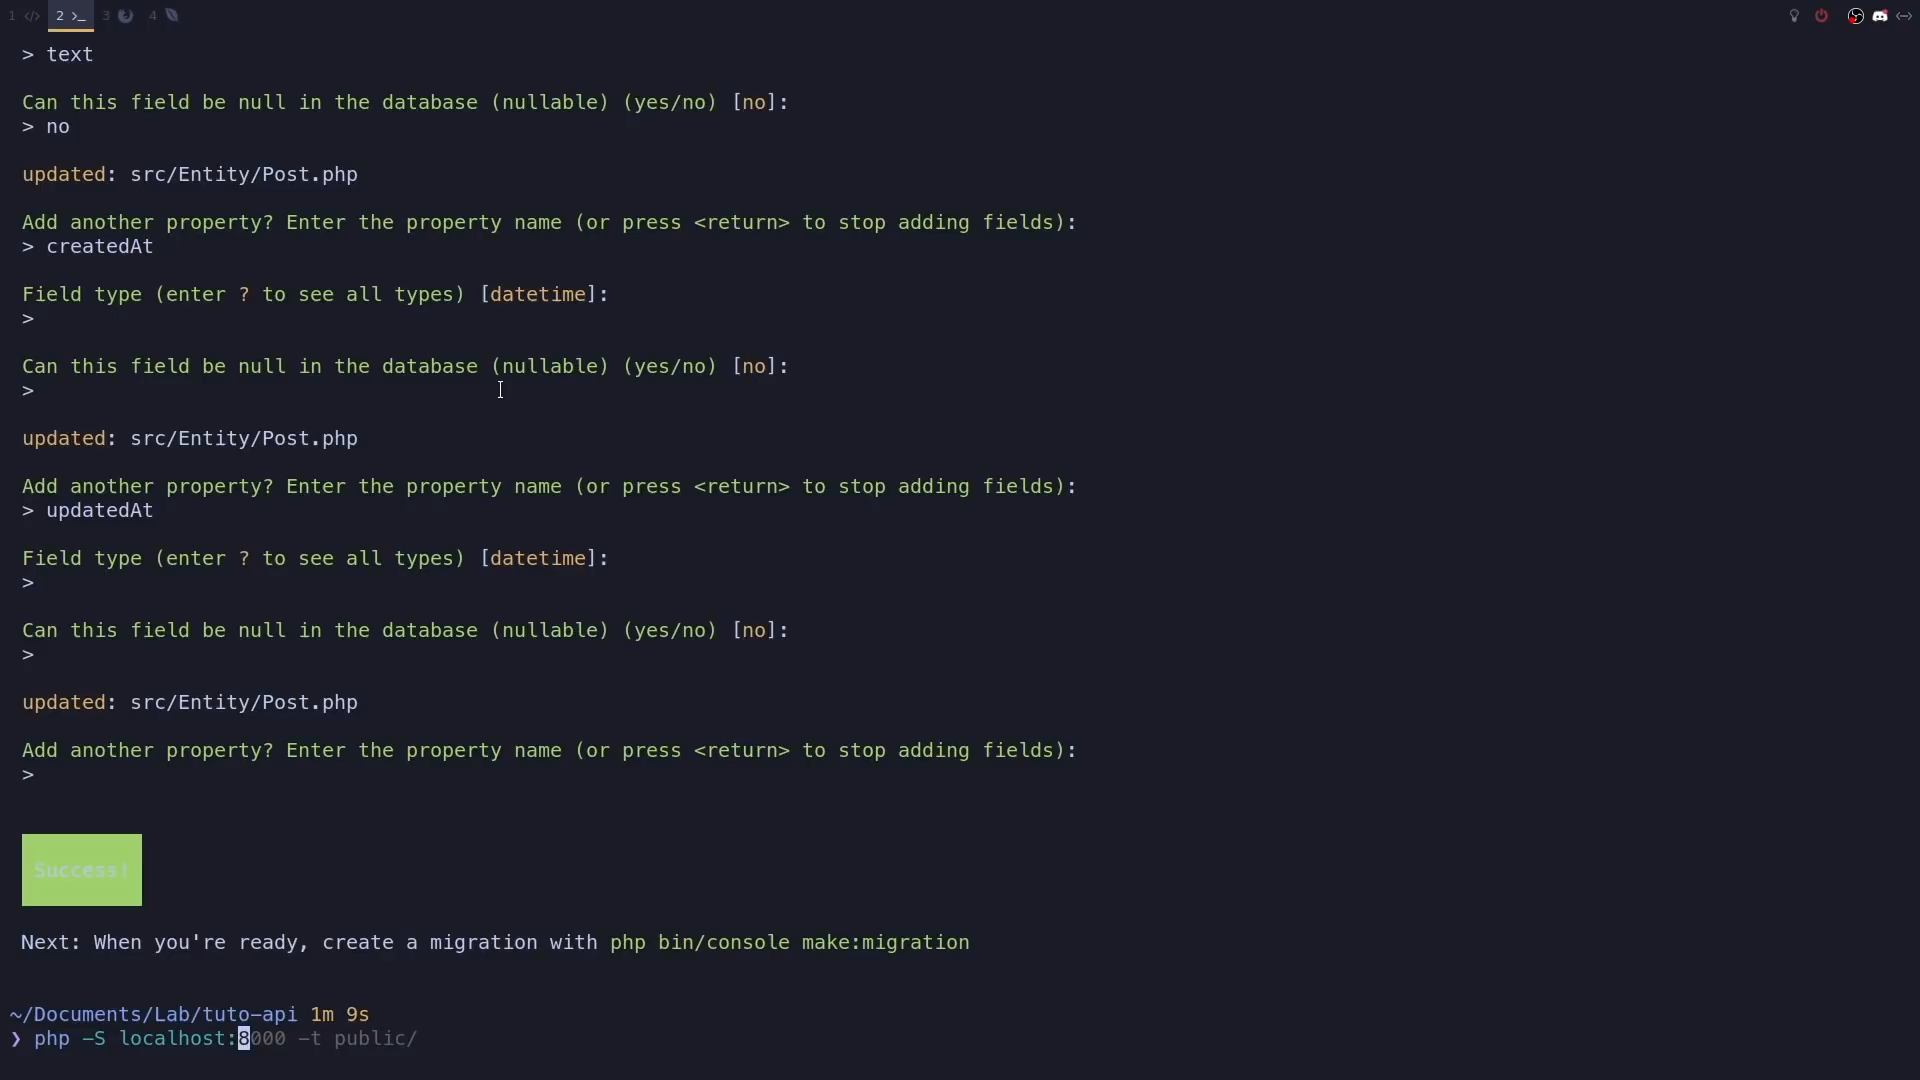 1 </> 2 >_ 3 4
> text
Can this field be null in the database (nullable) (yes/no) [no]:
> no
updated: src/Entity/Post.php
Add another property? Enter the property name (or press <return> to stop adding fields):
> createdAt
Field type (enter ? to see all types) [datetime]:
>
Can this field be null in the database (nullable) (yes/no) [no]:
>
updated: src/Entity/Post.php
Add another property? Enter the property name (or press <return> to stop adding fields):
> updatedAt
Field type (enter ? to see all types) [datetime]:
>
Can this field be null in the database (nullable) (yes/no) [no]:
>
updated: src/Entity/Post.php
Add another property? Enter the property name (or press <return> to stop adding fields):
>
Success!
Next: When you're ready, create a migration with php bin/console make:migration
~/Documents/Lab/tuto-api 1m 9s
❯ php -S localhost:8000 -t public/